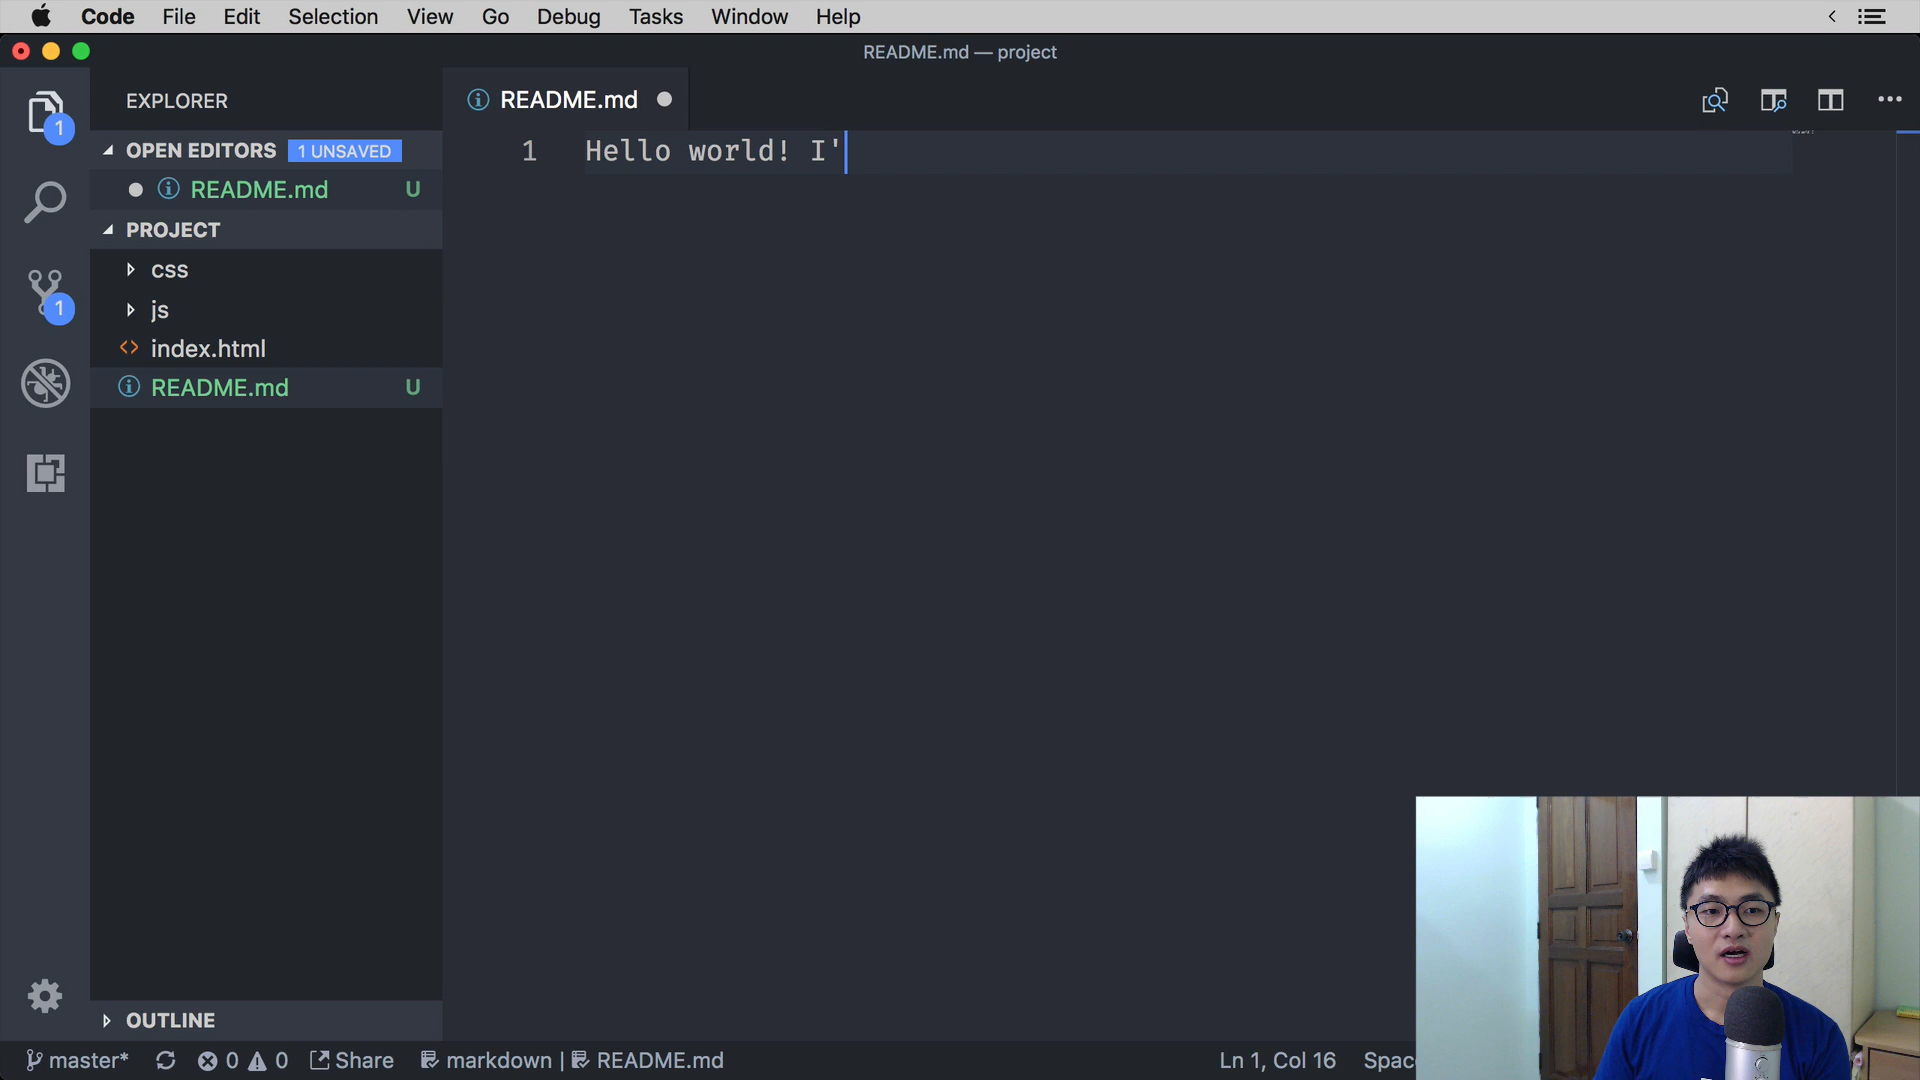 Code File Edit Selection View Go Debug Tasks Window Help
README.md — project
EXPLORER
README.md
1
OPEN EDITORS 1 UNSAVED
1 Hello world! I'
README.md U
PROJECT
css
1
js
index.html
README.md U
OUTLINE
master* 0 0 Share markdown | README.md Ln 1, Col 16 Spac